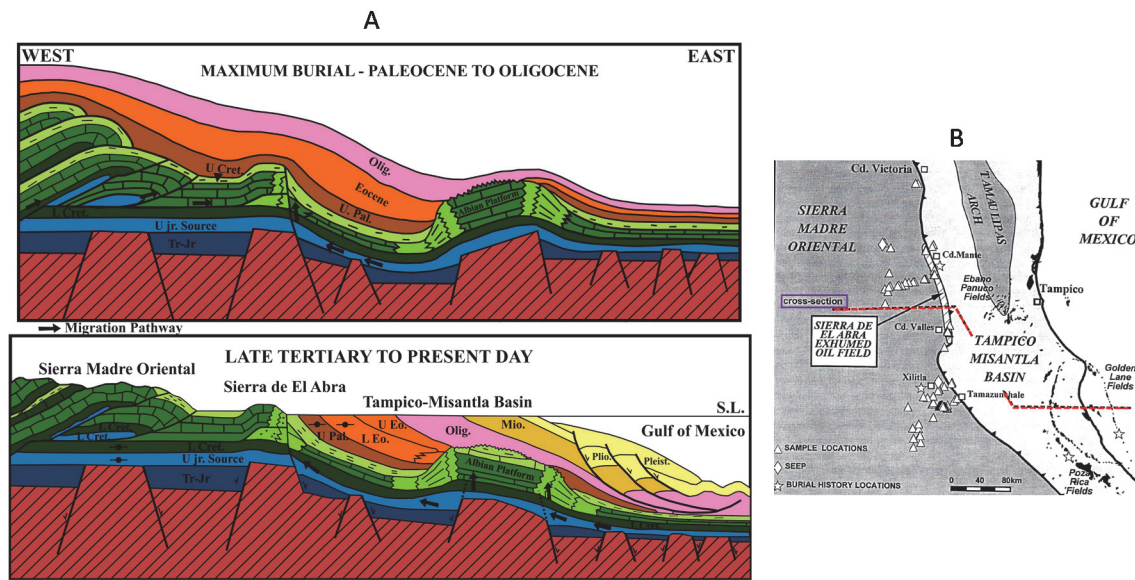 A
WEST
EAST
MAXIMUM BURIAL - PALEOCENE TO OLIGOCENE
U Cret.
Olig.
Eocene
U. Pal.
Albian Platform
L Cret.
U jr. Source
Tr-Jr
Migration Pathway
LATE TERTIARY TO PRESENT DAY
Sierra Madre Oriental
Sierra de El Abra
Tampico-Misantla Basin
S.L.
Gulf of Mexico
U Eo.
Mio.
U Pal.
L Eo.
Olig.
Plio.
Pleist.
L Cret.
L Cret.
L Cret.
Albian Platform
U jr. Source
Tr-Jr
L Cret.
B
Cd. Victoria
TAMAULIPAS
ARCH
GULF
OF
MEXICO
SIERRA
MADRE
ORIENTAL
Cd.Mante
Ebano
Panuco
Fields
Tampico
cross-section
SIERRA DE
EL ABRA
EXHUMED
OIL FIELD
Cd. Valles
TAMPICO
MISANTLA
BASIN
Golden
Lane
Fields
Xilitla
Tamazunchale
Poza
Rica
Fields
SAMPLE LOCATIONS
SEEP
BURIAL HISTORY LOCATIONS
0 40 80km